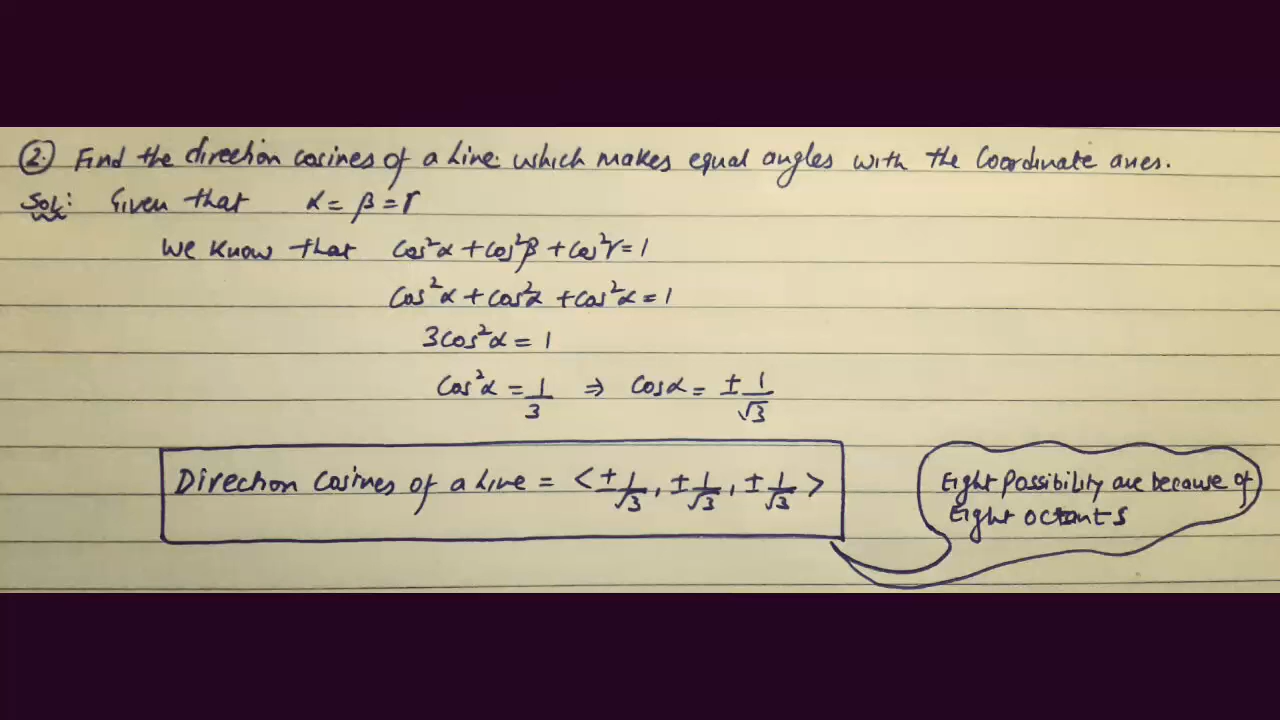 2. Find the direction cosines of a line which makes equal angles with the coordinate axes.
Sol: Given that α = β = γ
We know that cos²α + cos²β + cos²γ = 1
cos²α + cos²α + cos²α = 1
3cos²α = 1
cos²α = 1/3 ⇒ cosα = ± 1/√3
Direction cosines of a line = < ± 1/√3, ± 1/√3, ± 1/√3 >
Eight possibility are because of
Eight octants